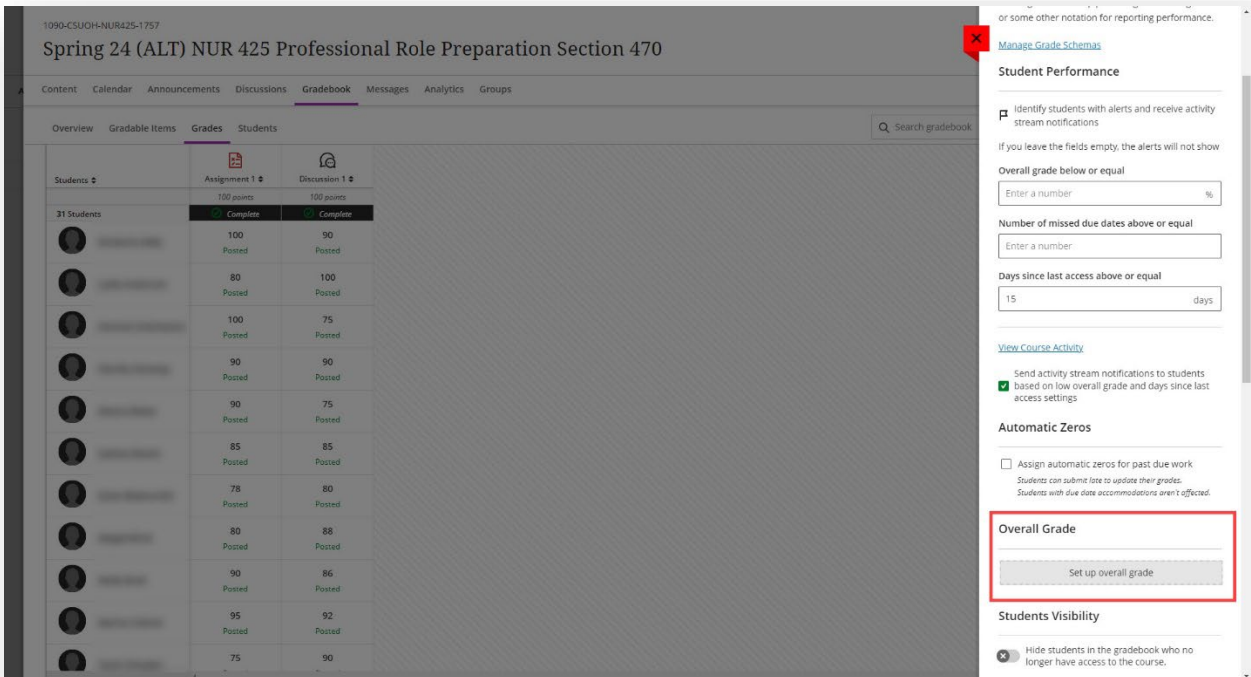 1090-CSUOH-NUR425-1757
Spring 24 (ALT) NUR 425 Professional Role Preparation Section 470
Content Calendar Announcements Discussions Gradebook Messages Analytics Groups
Overview Gradable Items Grades Students
Search gradebook
Students Assignment 1 Discussion 1
100 points 100 points
31 Students Complete Complete
100 90
Posted Posted
80 100
Posted Posted
100 75
Posted Posted
90 90
Posted Posted
90 75
Posted Posted
85 85
Posted Posted
78 80
Posted Posted
80 88
Posted Posted
90 86
Posted Posted
95 92
Posted Posted
75 90
or some other notation for reporting performance.
Manage Grade Schemas
Student Performance
Identify students with alerts and receive activity
stream notifications
If you leave the fields empty, the alerts will not show
Overall grade below or equal
Enter a number %
Number of missed due dates above or equal
Enter a number
Days since last access above or equal
15 days
View Course Activity
Send activity stream notifications to students
based on low overall grade and days since last
access settings
Automatic Zeros
Assign automatic zeros for past due work
Students can submit late to update their grades.
Students with due date accommodations aren't affected.
Overall Grade
Set up overall grade
Students Visibility
Hide students in the gradebook who no
longer have access to the course.